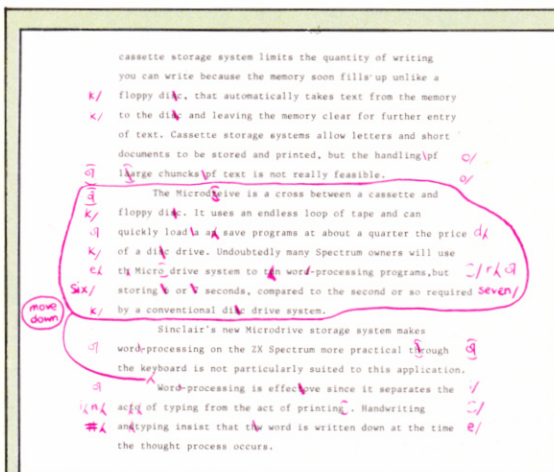 cassette storage system limits the quantity of writing
you can write because the memory soon fills up unlike a
k/ floppy disc, that automatically takes text from the memory
k/ to the disc and leaving the memory clear for further entry
of text. Cassette storage systems allow letters and short
documents to be stored and printed, but the handling pf o/
large chuncks pf text is not really feasible. o/
The Microdreive is a cross between a cassette and
k/ floppy disc. It uses an endless loop of tape and can
quickly load a an save programs at about a quarter the price d
k/ of a disc drive. Undoubtedly many Spectrum owners will use
e th Micro drive system to word-processing programs,but r
six/ storing or seconds, compared to the second or so required seven/
k/ by a conventional disc drive system.
move
down
Sinclair's new Microdrive storage system makes
word-processing on the ZX Spectrum more practical through
the keyboard is not particularly suited to this application.
Word-processing is effectove since it separates the i/
of typing from the act of printing . Handwriting
# andtyping insist that thw word is written down at the time e/
the thought process occurs.